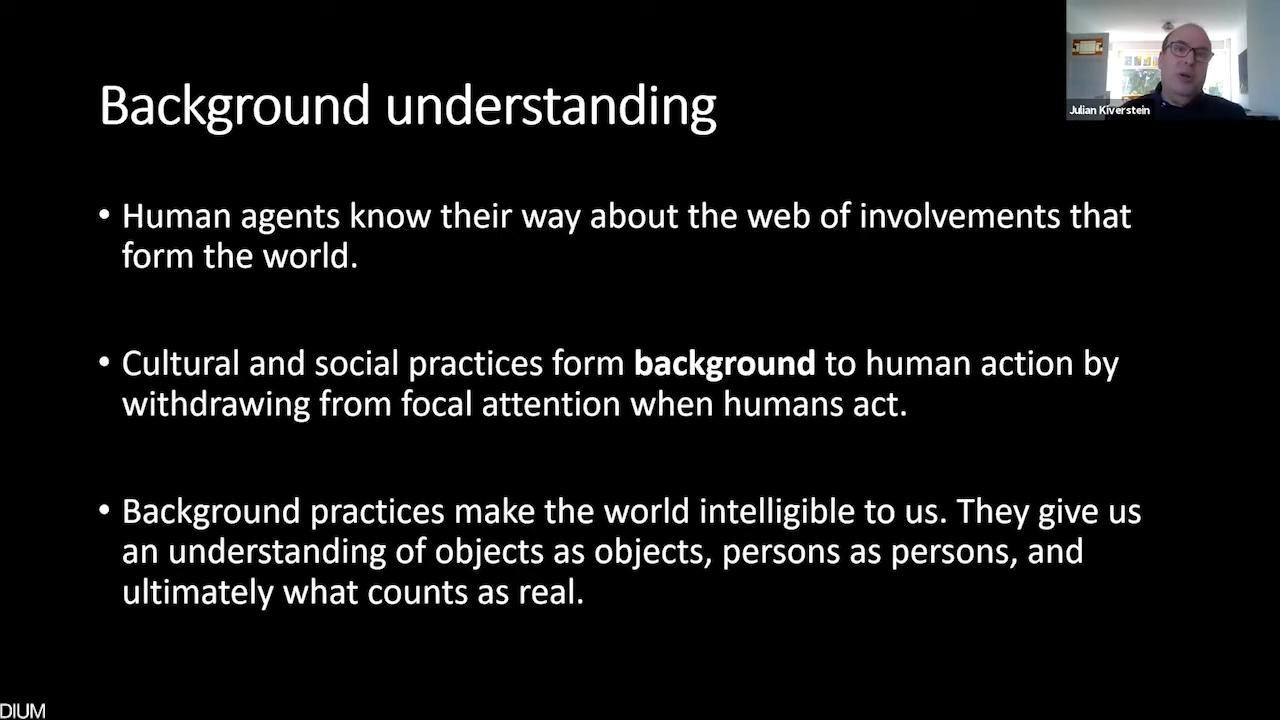 Julian Kiverstein
Background understanding
• Human agents know their way about the web of involvements that
form the world.
• Cultural and social practices form background to human action by
withdrawing from focal attention when humans act.
• Background practices make the world intelligible to us. They give us
an understanding of objects as objects, persons as persons, and
ultimately what counts as real.
DIUM